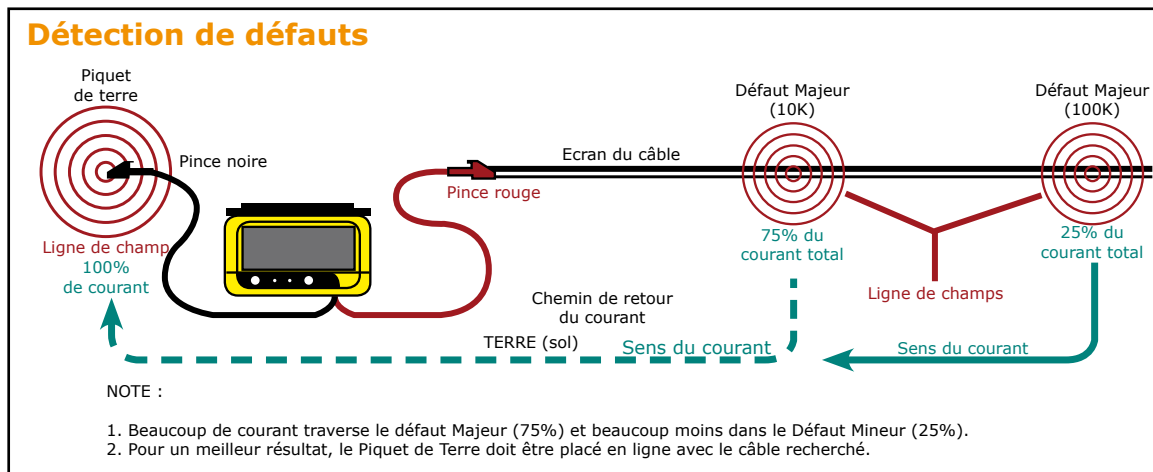 Détection de défauts
Piquet
de terre
Pince noire
Ligne de champ
100%
de courant
Pince rouge
Ecran du câble
Défaut Majeur
(10K)
75% du
courant total
Défaut Majeur
(100K)
25% du
courant total
Ligne de champs
Chemin de retour
du courant
TERRE (sol)
Sens du courant
Sens du courant
NOTE :
1. Beaucoup de courant traverse le défaut Majeur (75%) et beaucoup moins dans le Défaut Mineur (25%).
2. Pour un meilleur résultat, le Piquet de Terre doit être placé en ligne avec le câble recherché.